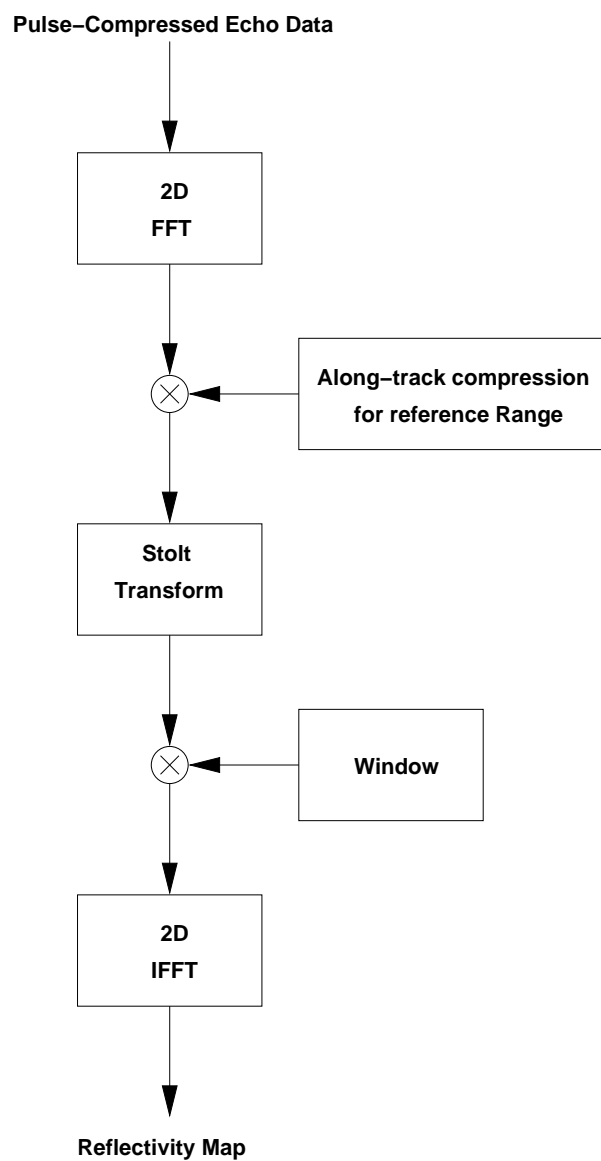 Pulse−Compressed Echo Data
2D
FFT
Along−track compression
for reference Range
Stolt
Transform
Window
2D
IFFT
Reflectivity Map